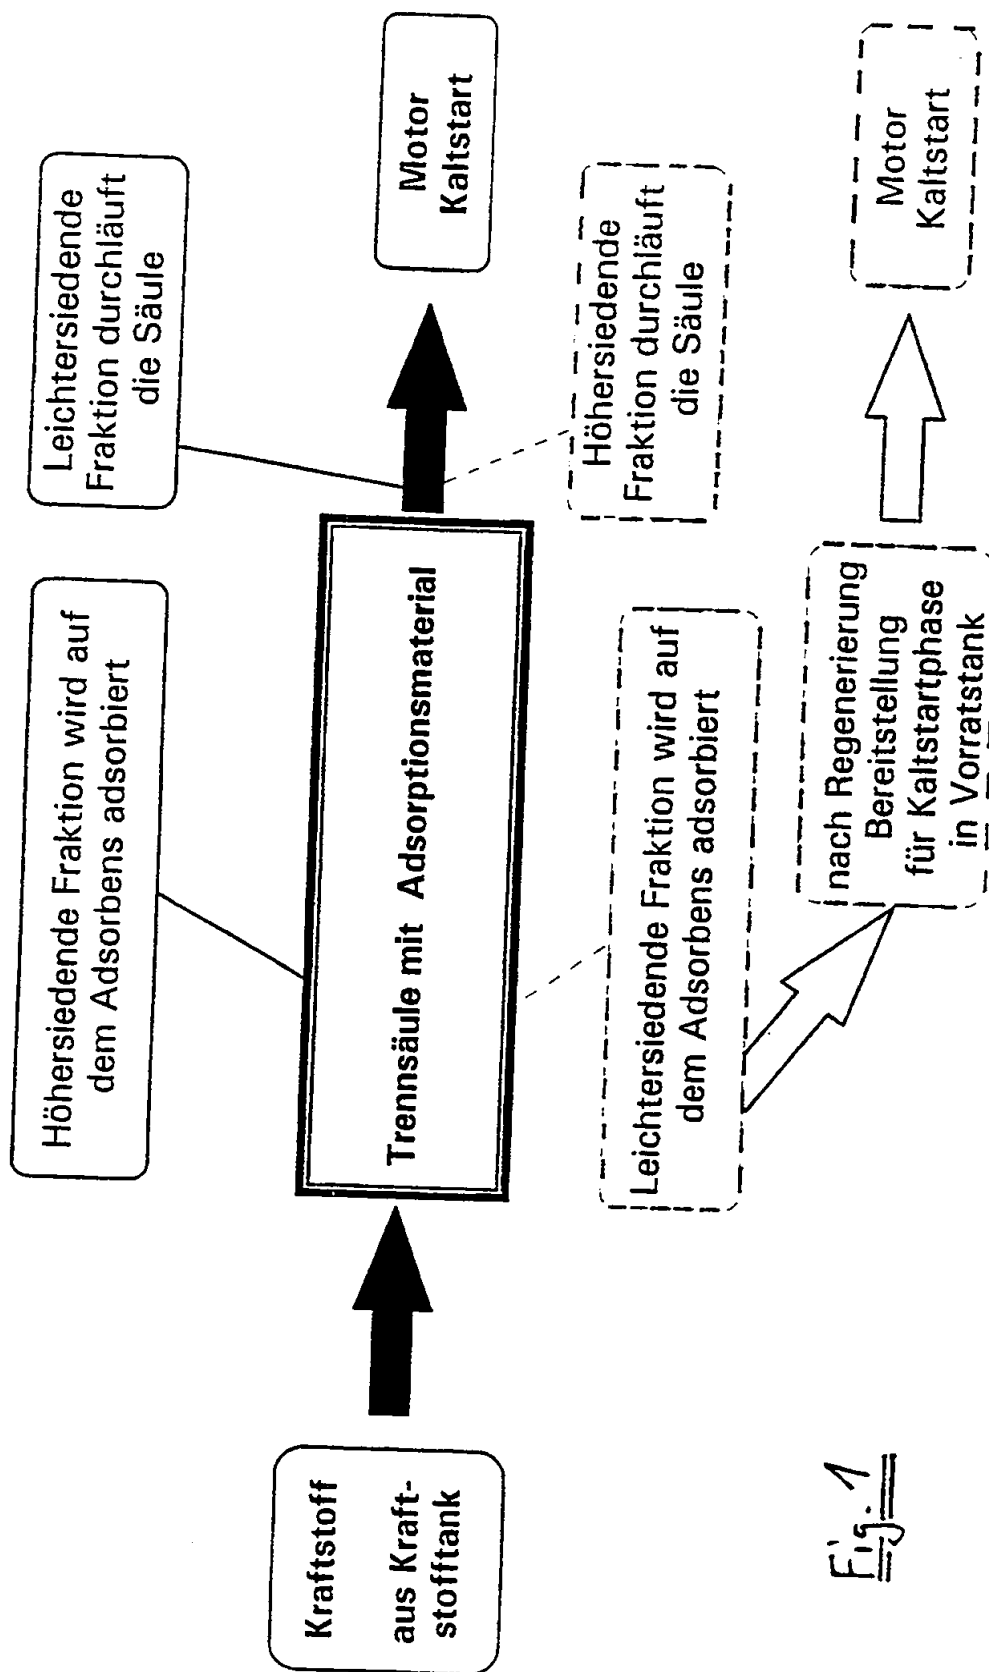 Kraftstoff
aus Kraft-
stofftank
Höhersiedende Fraktion wird auf
dem Adsorbens adsorbiert
Leichtersiedende
Fraktion durchläuft
die Säule
Trennsäule mit Adsorptionsmaterial
Motor
Kaltstart
Leichtersiedende Fraktion wird auf
dem Adsorbens adsorbiert
Höhersiedende
Fraktion durchläuft
die Säule
nach Regenerierung
Bereitstellung
für Kaltstartphase
in Vorratstank
Motor
Kaltstart
Fig. 1